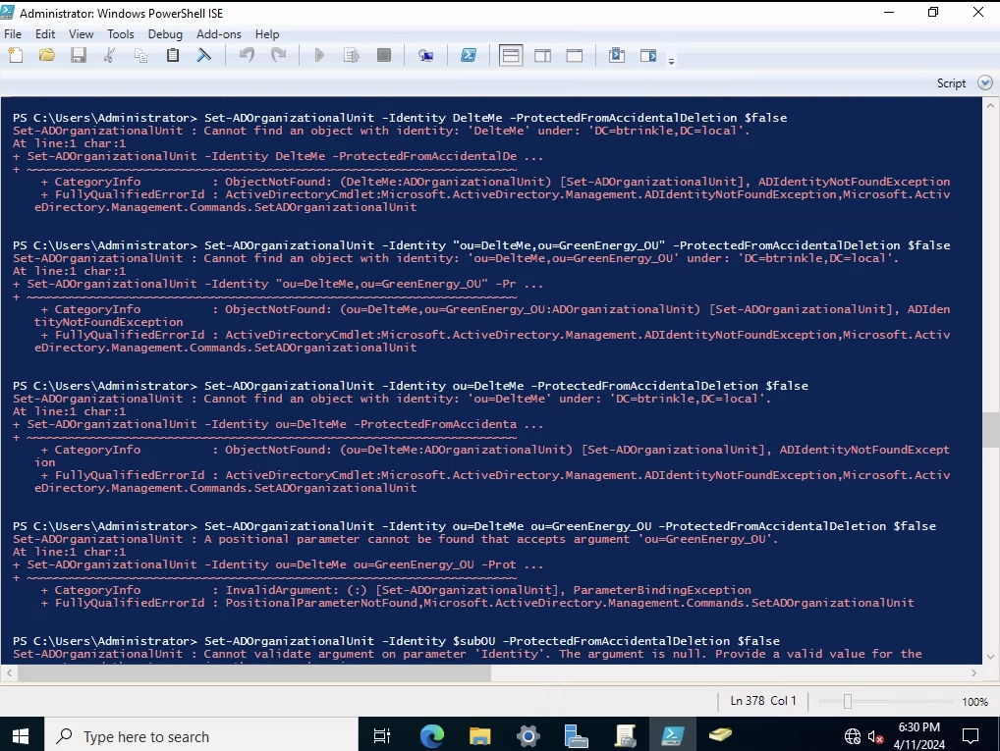 Administrator: Windows PowerShell ISE
File Edit View Tools Debug Add-ons Help
Script
PS C:\Users\Administrator> Set-ADOrganizationalUnit -Identity DelteMe -ProtectedFromAccidentalDeletion $false
Set-ADOrganizationalUnit : Cannot find an object with identity: 'DelteMe' under: 'DC=btrinkle,DC=local'.
At line:1 char:1
+ Set-ADOrganizationalUnit -Identity DelteMe -ProtectedFromAccidentalDe ...
+ ~~~~~~~~~~~~~~~~~~~~~~~~~~~~~~~~~~~~~~~~~~~~~~~~~~~~~~~~~~~~~~~~~~~~~
+ CategoryInfo : ObjectNotFound: (DelteMe:ADOrganizationalUnit) [Set-ADOrganizationalUnit], ADIdentityNotFoundException
+ FullyQualifiedErrorId : ActiveDirectoryCmdlet:Microsoft.ActiveDirectory.Management.ADIdentityNotFoundException,Microsoft.Activ
eDirectory.Management.Commands.SetADOrganizationalUnit
PS C:\Users\Administrator> Set-ADOrganizationalUnit -Identity "ou=DelteMe,ou=GreenEnergy_OU" -ProtectedFromAccidentalDeletion $false
Set-ADOrganizationalUnit : Cannot find an object with identity: 'ou=DelteMe,ou=GreenEnergy_OU' under: 'DC=btrinkle,DC=local'.
At line:1 char:1
+ Set-ADOrganizationalUnit -Identity "ou=DelteMe,ou=GreenEnergy_OU" -Pr ...
+ ~~~~~~~~~~~~~~~~~~~~~~~~~~~~~~~~~~~~~~~~~~~~~~~~~~~~~~~~~~~~~~~~~~~~~
+ CategoryInfo : ObjectNotFound: (ou=DelteMe,ou=GreenEnergy_OU:ADOrganizationalUnit) [Set-ADOrganizationalUnit], ADIden
tityNotFoundException
+ FullyQualifiedErrorId : ActiveDirectoryCmdlet:Microsoft.ActiveDirectory.Management.ADIdentityNotFoundException,Microsoft.Activ
eDirectory.Management.Commands.SetADOrganizationalUnit
PS C:\Users\Administrator> Set-ADOrganizationalUnit -Identity ou=DelteMe -ProtectedFromAccidentalDeletion $false
Set-ADOrganizationalUnit : Cannot find an object with identity: 'ou=DelteMe' under: 'DC=btrinkle,DC=local'.
At line:1 char:1
+ Set-ADOrganizationalUnit -Identity ou=DelteMe -ProtectedFromAccidenta ...
+ ~~~~~~~~~~~~~~~~~~~~~~~~~~~~~~~~~~~~~~~~~~~~~~~~~~~~~~~~~~~~~~~~~~~~~
+ CategoryInfo : ObjectNotFound: (ou=DelteMe:ADOrganizationalUnit) [Set-ADOrganizationalUnit], ADIdentityNotFoundExcept
ion
+ FullyQualifiedErrorId : ActiveDirectoryCmdlet:Microsoft.ActiveDirectory.Management.ADIdentityNotFoundException,Microsoft.Activ
eDirectory.Management.Commands.SetADOrganizationalUnit
PS C:\Users\Administrator> Set-ADOrganizationalUnit -Identity ou=DelteMe ou=GreenEnergy_OU -ProtectedFromAccidentalDeletion $false
Set-ADOrganizationalUnit : A positional parameter cannot be found that accepts argument 'ou=GreenEnergy_OU'.
At line:1 char:1
+ Set-ADOrganizationalUnit -Identity ou=DelteMe ou=GreenEnergy_OU -Prot ...
+ ~~~~~~~~~~~~~~~~~~~~~~~~~~~~~~~~~~~~~~~~~~~~~~~~~~~~~~~~~~~~~~~~~~~~~
+ CategoryInfo : InvalidArgument: (:) [Set-ADOrganizationalUnit], ParameterBindingException
+ FullyQualifiedErrorId : PositionalParameterNotFound,Microsoft.ActiveDirectory.Management.Commands.SetADOrganizationalUnit
PS C:\Users\Administrator> Set-ADOrganizationalUnit -Identity $subOU -ProtectedFromAccidentalDeletion $false
Set-ADOrganizationalUnit : Cannot validate argument on parameter 'Identity'. The argument is null. Provide a valid value for the
Ln 378 Col 1
100%
Type here to search
6:30 PM
4/11/2024